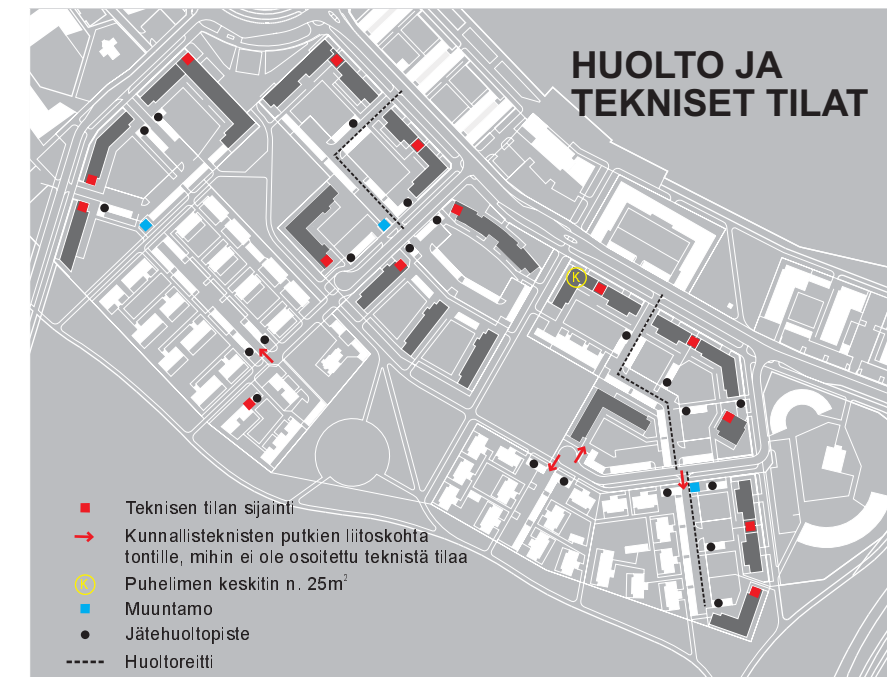 HUOLTO JA
TEKNISET TILAT
K
Teknisen tilan sijainti
Kunnallisteknisten putkien liitoskohta
tontille, mihin ei ole osoitettu teknistä tilaa
K Puhelimen keskitin n. 25m²
Muuntamo
Jätehuoltopiste
Huoltoreitti